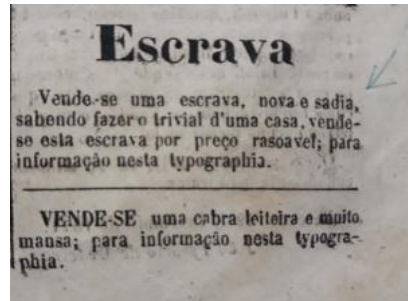 Escrava
Vende-se uma escrava, nova e sadia,
sabendo fazer o trivial d'uma casa, vende-
se esta escrava por preço rasoavel; para
informação nesta typographia.
VENDE-SE uma cabra leiteira e muito
mansa; para informação nesta typogra-
phia.